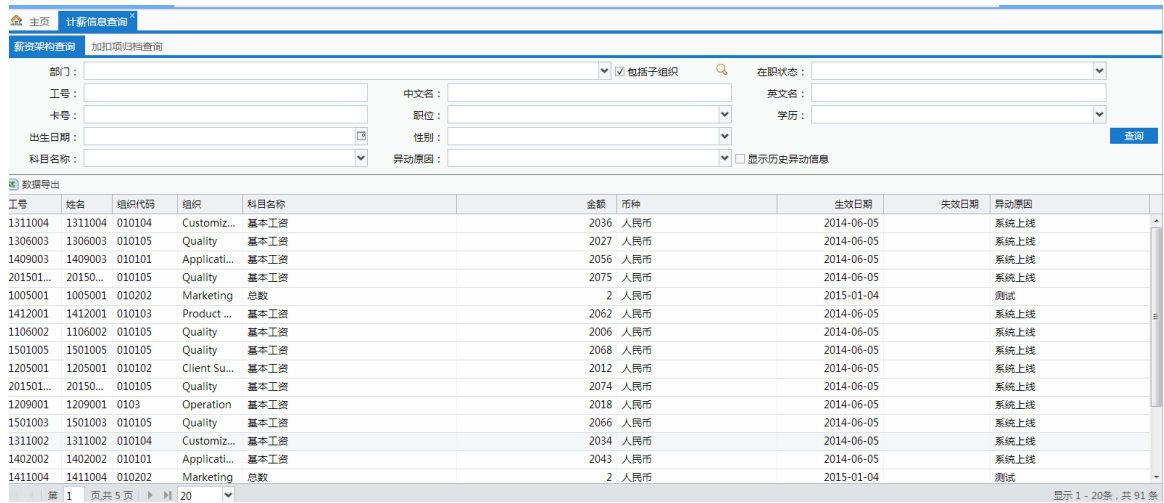 主页 计薪信息查询 ×
薪资架构查询 加扣项归档查询
部门： 包括子组织 在职状态：
工号： 中文名： 英文名：
卡号： 职位： 学历：
出生日期： 性别： 查询
科目名称： 异动原因： 显示历史异动信息
数据导出
工号 姓名 组织代码 组织 科目名称 金额 币种 生效日期 失效日期 异动原因
1311004 1311004 010104 Customiz... 基本工资 2036 人民币 2014-06-05 系统上线
1306003 1306003 010105 Quality 基本工资 2027 人民币 2014-06-05 系统上线
1409003 1409003 010101 Applicati... 基本工资 2056 人民币 2014-06-05 系统上线
201501... 20150... 010105 Quality 基本工资 2075 人民币 2014-06-05 系统上线
1005001 1005001 010202 Marketing 总数 2 人民币 2015-01-04 测试
1412001 1412001 010103 Product ... 基本工资 2062 人民币 2014-06-05 系统上线
1106002 1106002 010105 Quality 基本工资 2006 人民币 2014-06-05 系统上线
1501005 1501005 010105 Quality 基本工资 2068 人民币 2014-06-05 系统上线
1205001 1205001 010102 Client Su... 基本工资 2012 人民币 2014-06-05 系统上线
201501... 20150... 010105 Quality 基本工资 2074 人民币 2014-06-05 系统上线
1209001 1209001 0103 Operation 基本工资 2018 人民币 2014-06-05 系统上线
1501003 1501003 010105 Quality 基本工资 2066 人民币 2014-06-05 系统上线
1311002 1311002 010104 Customiz... 基本工资 2034 人民币 2014-06-05 系统上线
1402002 1402002 010101 Applicati... 基本工资 2043 人民币 2014-06-05 系统上线
1411004 1411004 010202 Marketing 总数 2 人民币 2015-01-04 测试
第 1 页,共 5 页 20 显示 1 - 20条，共 91 条